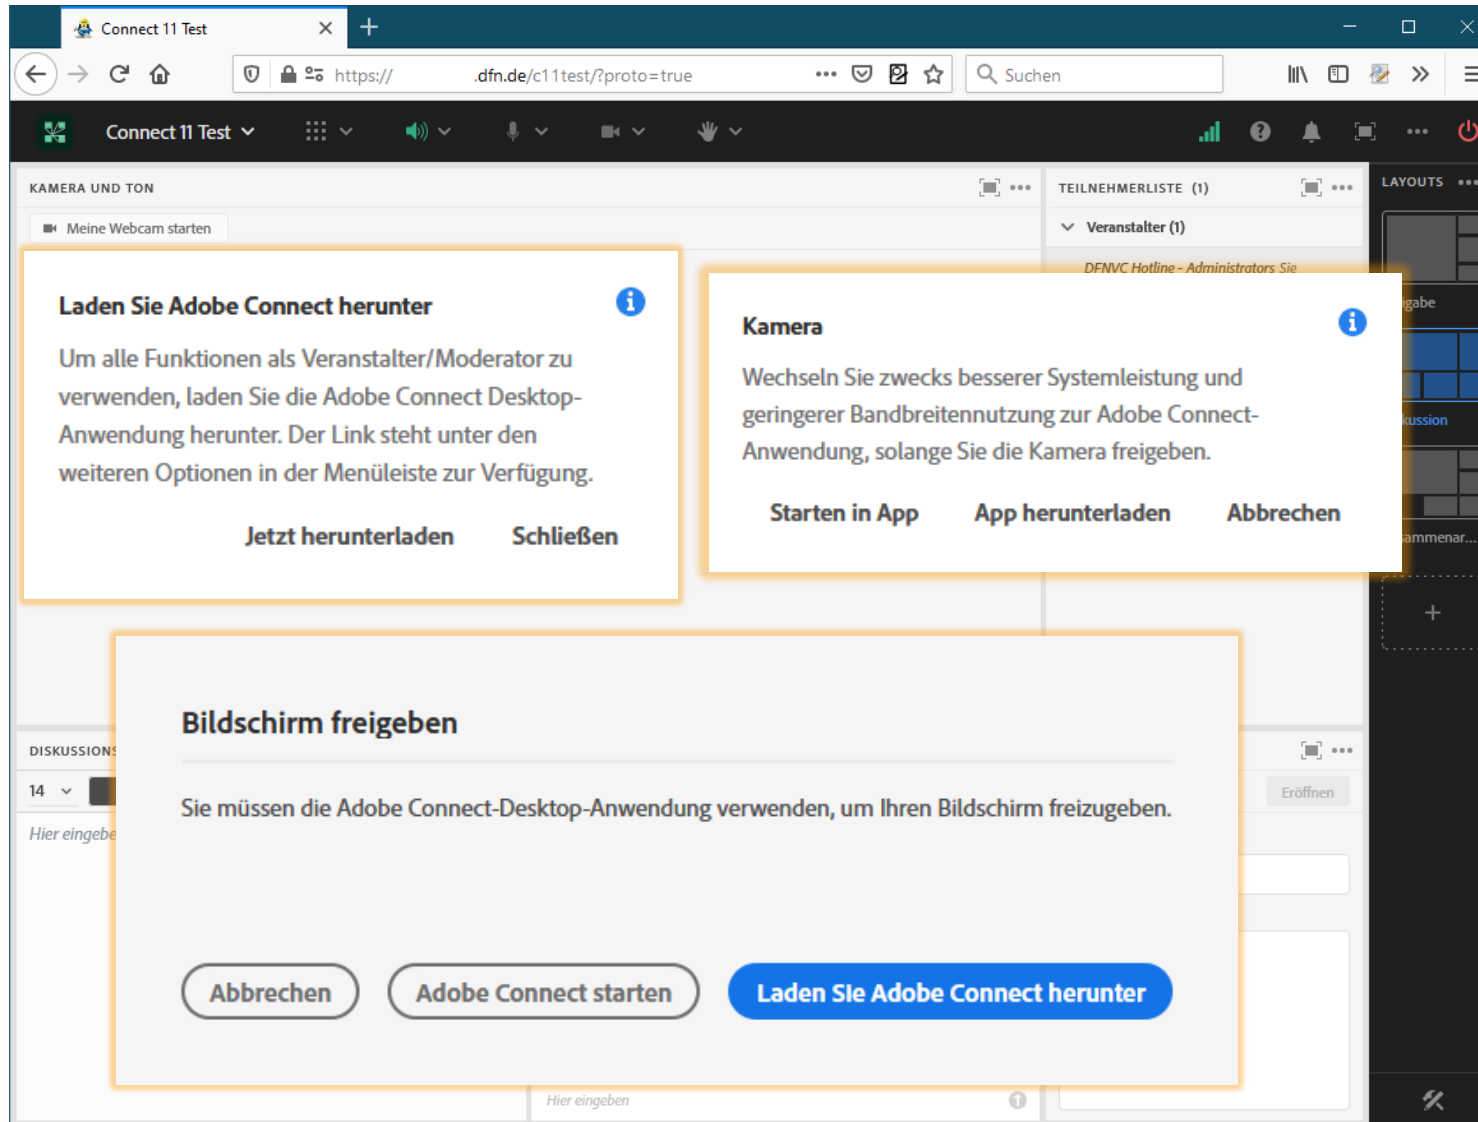 Connect 11 Test
https:// .dfn.de/c11test/?proto=true
Suchen
Connect 11 Test
KAMERA UND TON
TEILNEHMERLISTE (1)
LAYOUTS
Meine Webcam starten
Veranstalter (1)
DFNVC Hotline - Administrators Sie
Laden Sie Adobe Connect herunter
Um alle Funktionen als Veranstalter/Moderator zu
verwenden, laden Sie die Adobe Connect Desktop-
Anwendung herunter. Der Link steht unter den
weiteren Optionen in der Menüleiste zur Verfügung.
Jetzt herunterladen Schließen
Kamera
Wechseln Sie zwecks besserer Systemleistung und
geringerer Bandbreitennutzung zur Adobe Connect-
Anwendung, solange Sie die Kamera freigeben.
Starten in App App herunterladen Abbrechen
igabe
kussion
ammenar...
Bildschirm freigeben
Sie müssen die Adobe Connect-Desktop-Anwendung verwenden, um Ihren Bildschirm freizugeben.
Abbrechen Adobe Connect starten Laden Sie Adobe Connect herunter
DISKUSSIONS
14
Hier eingebe
Eröffnen
Hier eingeben